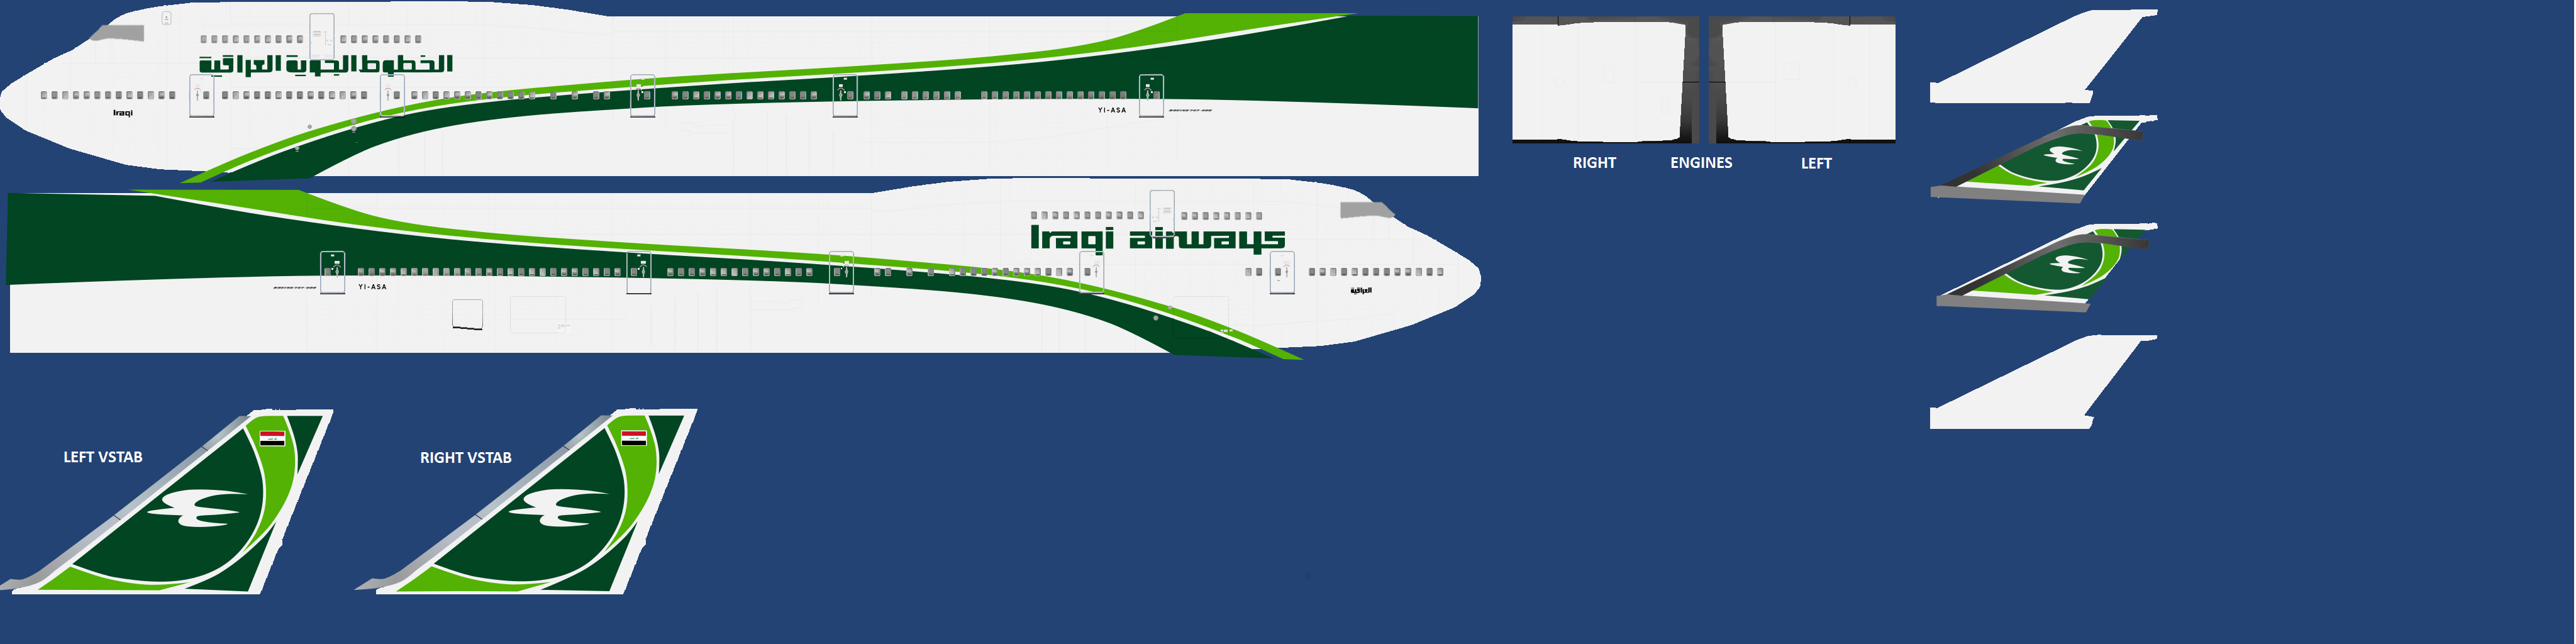 الخطوط الجوية العراقية
Iraqi
YI-ASA
RIGHT
ENGINES
LEFT
Iraqi airways
YI-ASA
العراقية
LEFT VSTAB
RIGHT VSTAB